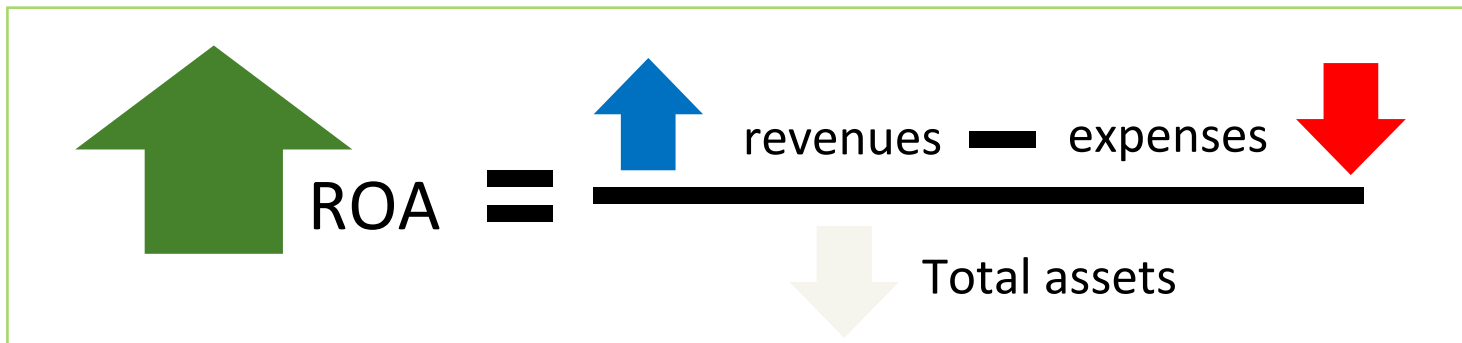 revenues — expenses
ROA =
Total assets